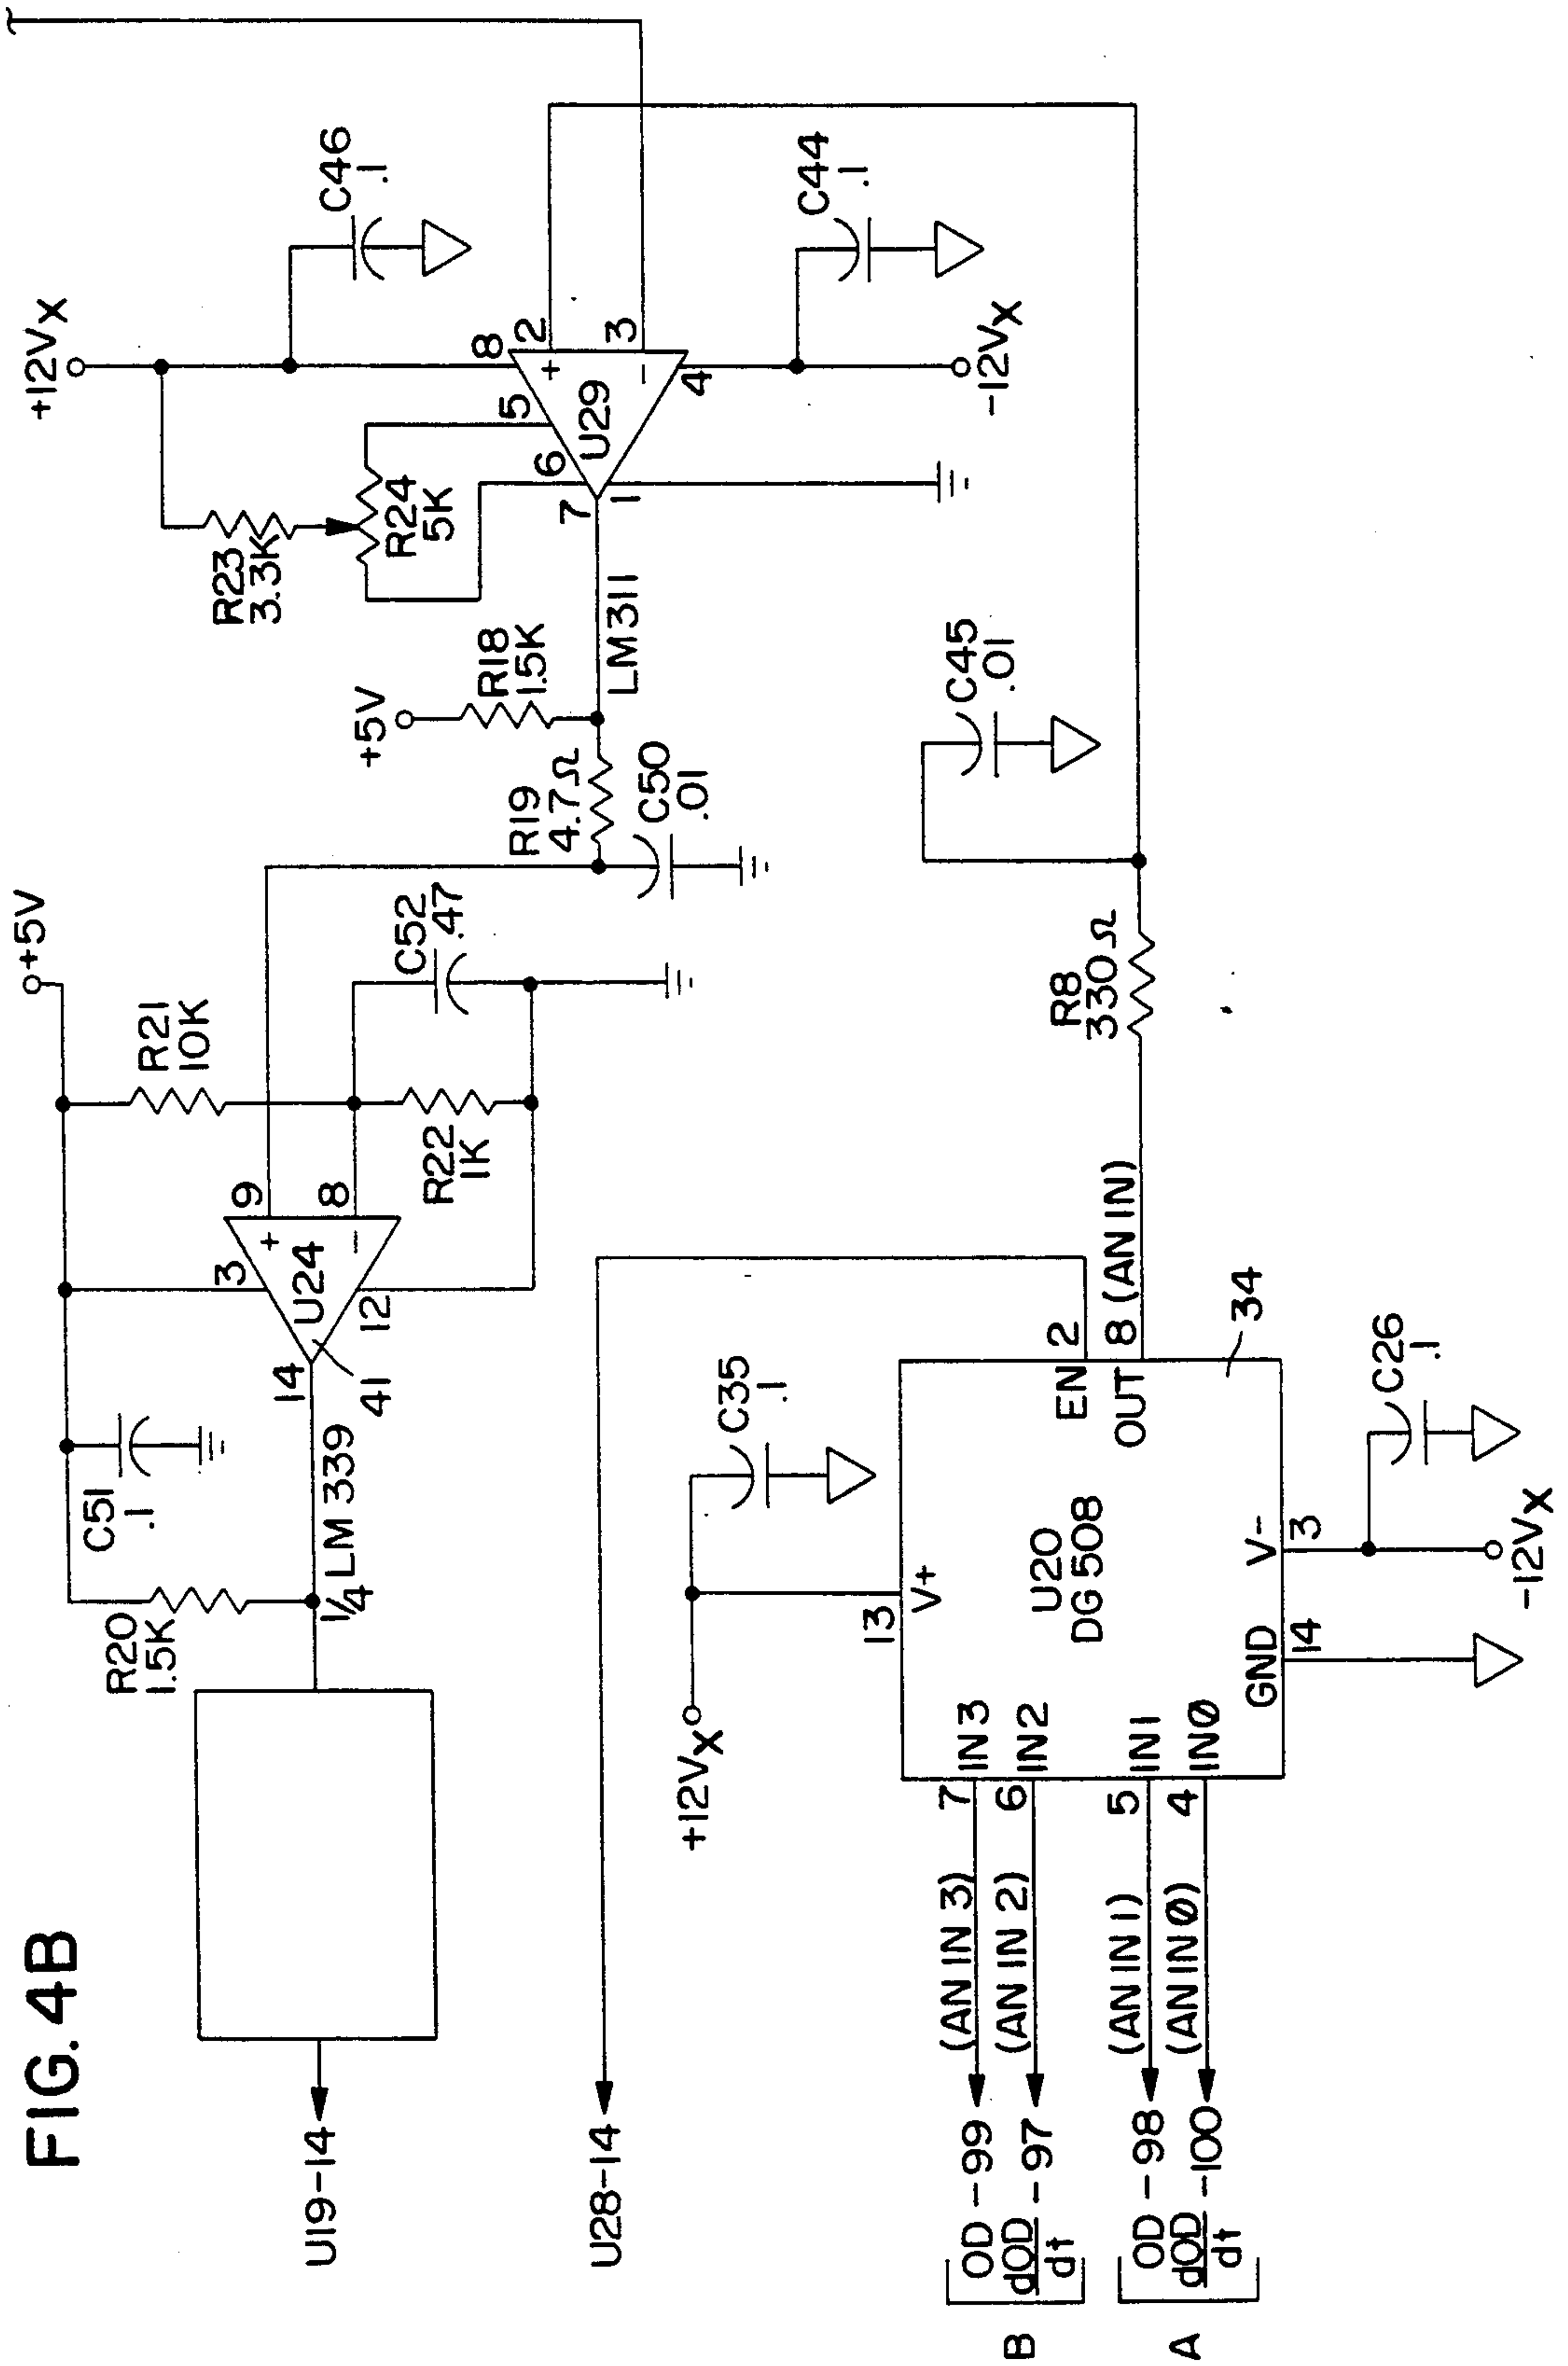 FIG. 4B
U19-14
R20
1.5K
C51
.1
1/4 LM 339
14
41
3
12
U24
+
-
9
8
R21
10K
+5V
R22
1K
C52
.47
R19
4.7Ω
C50
.01
+5V
R18
1.5K
LM311
R23
3.3K
R24
5K
+12VX
C46
.1
7
6
5
8
1
U29
+
-
2
3
4
C44
.1
-12VX
C45
.01
R8
330Ω
U28-14
+12VX
C35
.1
13
V+
U20
DG508
EN
2
OUT
8 (AN IN)
34
IN3
7
(AN IN 3)
IN2
6
(AN IN 2)
IN1
5
(AN IN 1)
IN0
4
(AN IN 0)
GND
14
V-
3
C26
.1
-12VX
B
OD -99
dOD -97
dt
A
OD -98
dOD -100
dt